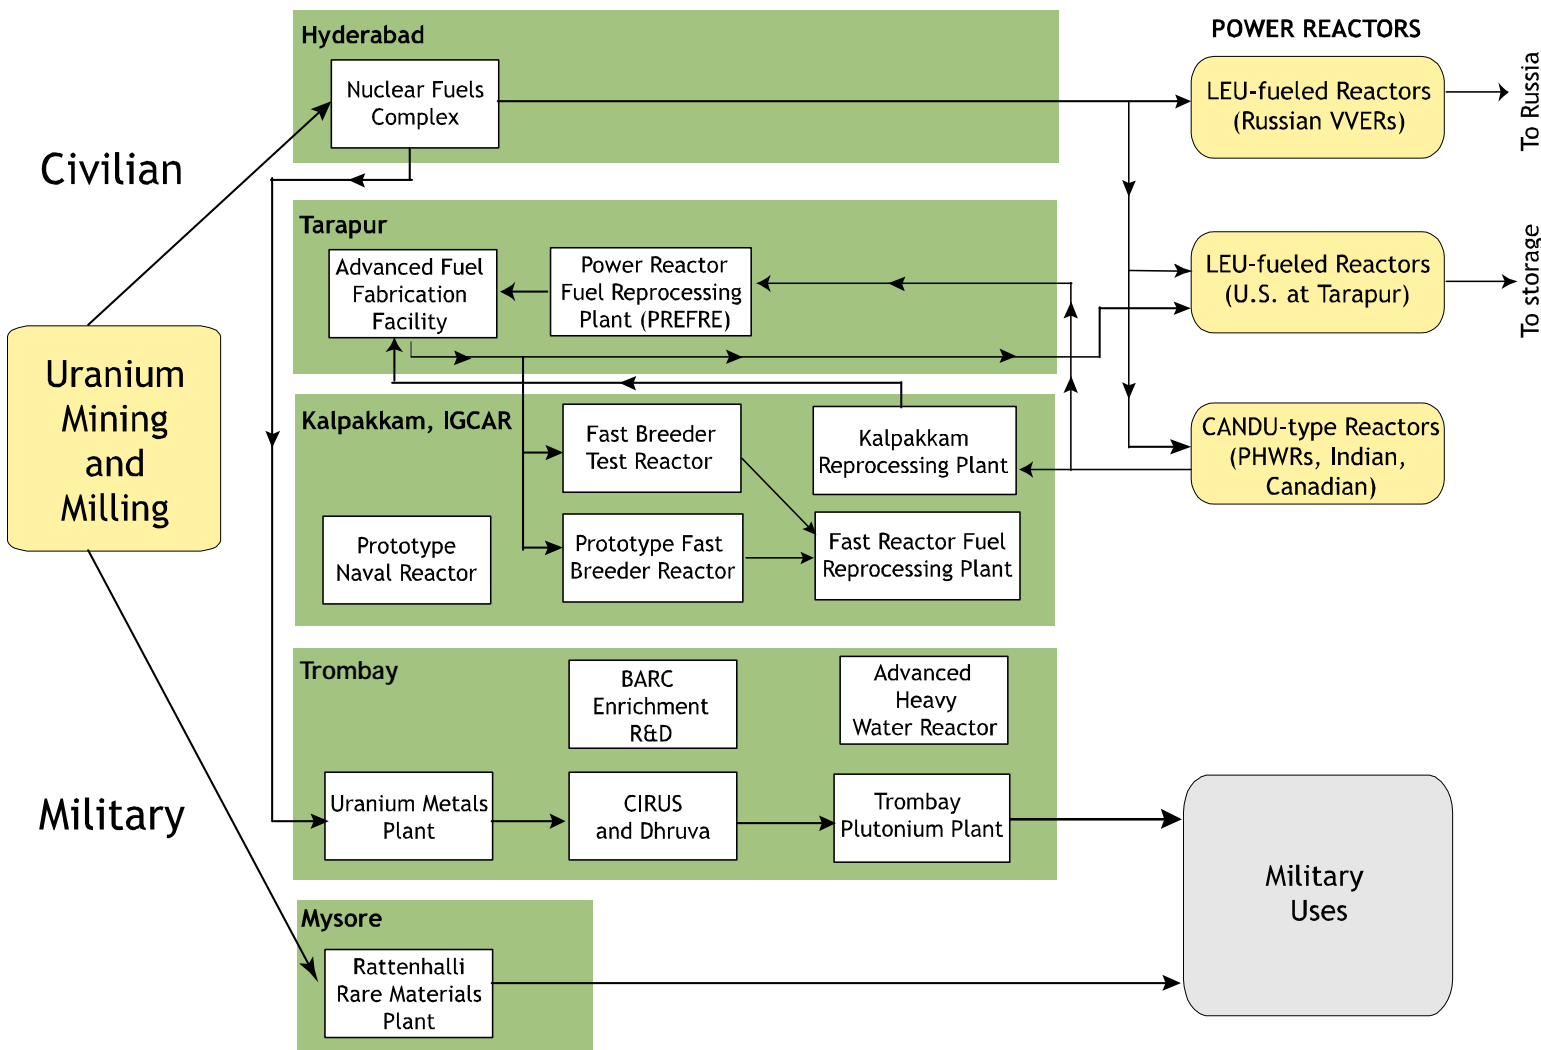 Civilian
Uranium
Mining
and
Milling
Military
Hyderabad
Nuclear Fuels
Complex
Tarapur
Advanced Fuel
Fabrication
Facility
Power Reactor
Fuel Reprocessing
Plant (PREFRE)
Kalpakkam, IGCAR
Fast Breeder
Test Reactor
Kalpakkam
Reprocessing Plant
Prototype
Naval Reactor
Prototype Fast
Breeder Reactor
Fast Reactor Fuel
Reprocessing Plant
Trombay
BARC
Enrichment
R&D
Advanced
Heavy
Water Reactor
Uranium Metals
Plant
CIRUS
and Dhruva
Trombay
Plutonium Plant
Mysore
Rattenhalli
Rare Materials
Plant
POWER REACTORS
LEU-fueled Reactors
(Russian VVERs)
To Russia
LEU-fueled Reactors
(U.S. at Tarapur)
To storage
CANDU-type Reactors
(PHWRs, Indian,
Canadian)
Military
Uses